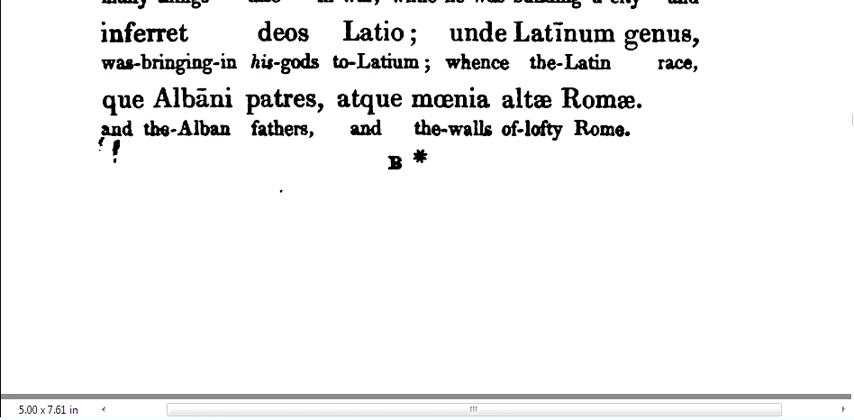 inferret deos Latio; unde Latīnum genus,
was-bringing-in his-gods to-Latium; whence the-Latin race,
que Albāni patres, atque mœnia altæ Romæ.
and the-Alban fathers, and the-walls of-lofty Rome.
B *
5.00 x 7.61 in